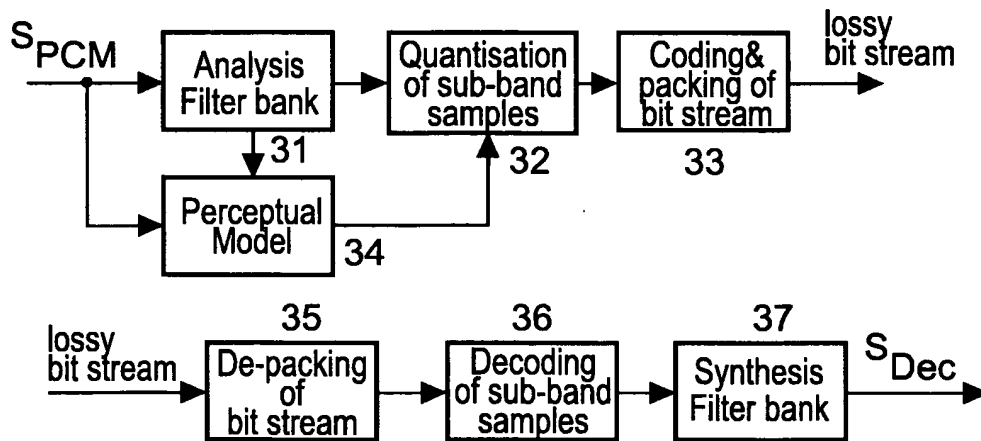 S_PCM
Analysis
Filter bank
31
Quantisation
of sub-band
samples
32
Coding&
packing of
bit stream
33
lossy
bit stream
Perceptual
Model
34
lossy
bit stream
35
De-packing
of
bit stream
36
Decoding
of sub-band
samples
37
Synthesis
Filter bank
S_Dec